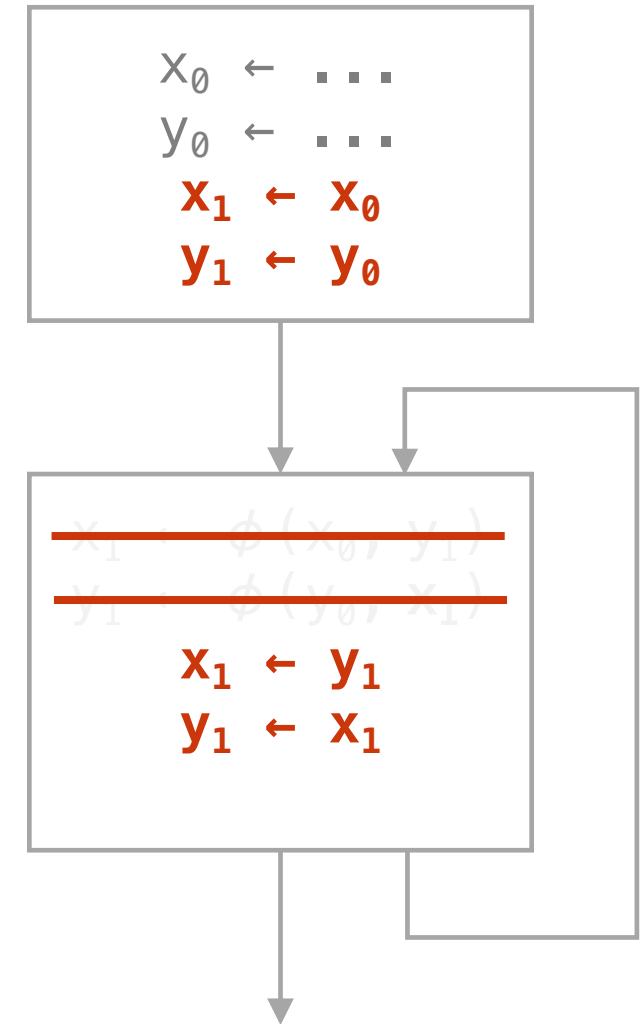 x₀ ← ...
y₀ ← ...
x₁ ← x₀
y₁ ← y₀
x₁ ← ϕ(x₀, y₁)
y₁ ← ϕ(y₀, x₁)
x₁ ← y₁
y₁ ← x₁